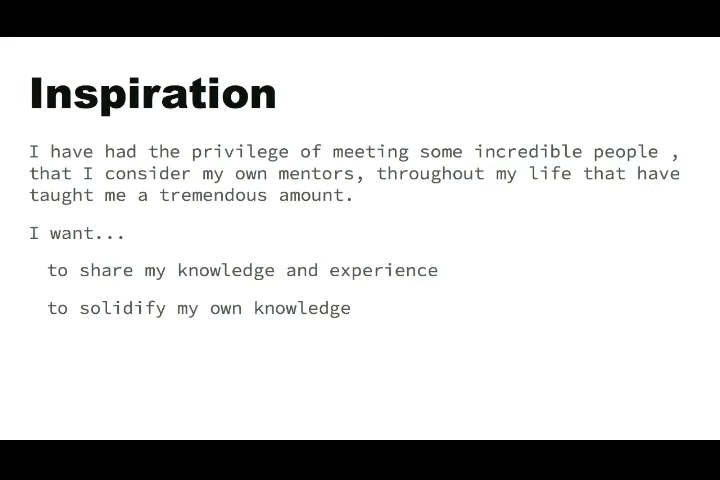 Inspiration
I have had the privilege of meeting some incredible people ,
that I consider my own mentors, throughout my life that have
taught me a tremendous amount.
I want...
to share my knowledge and experience
to solidify my own knowledge